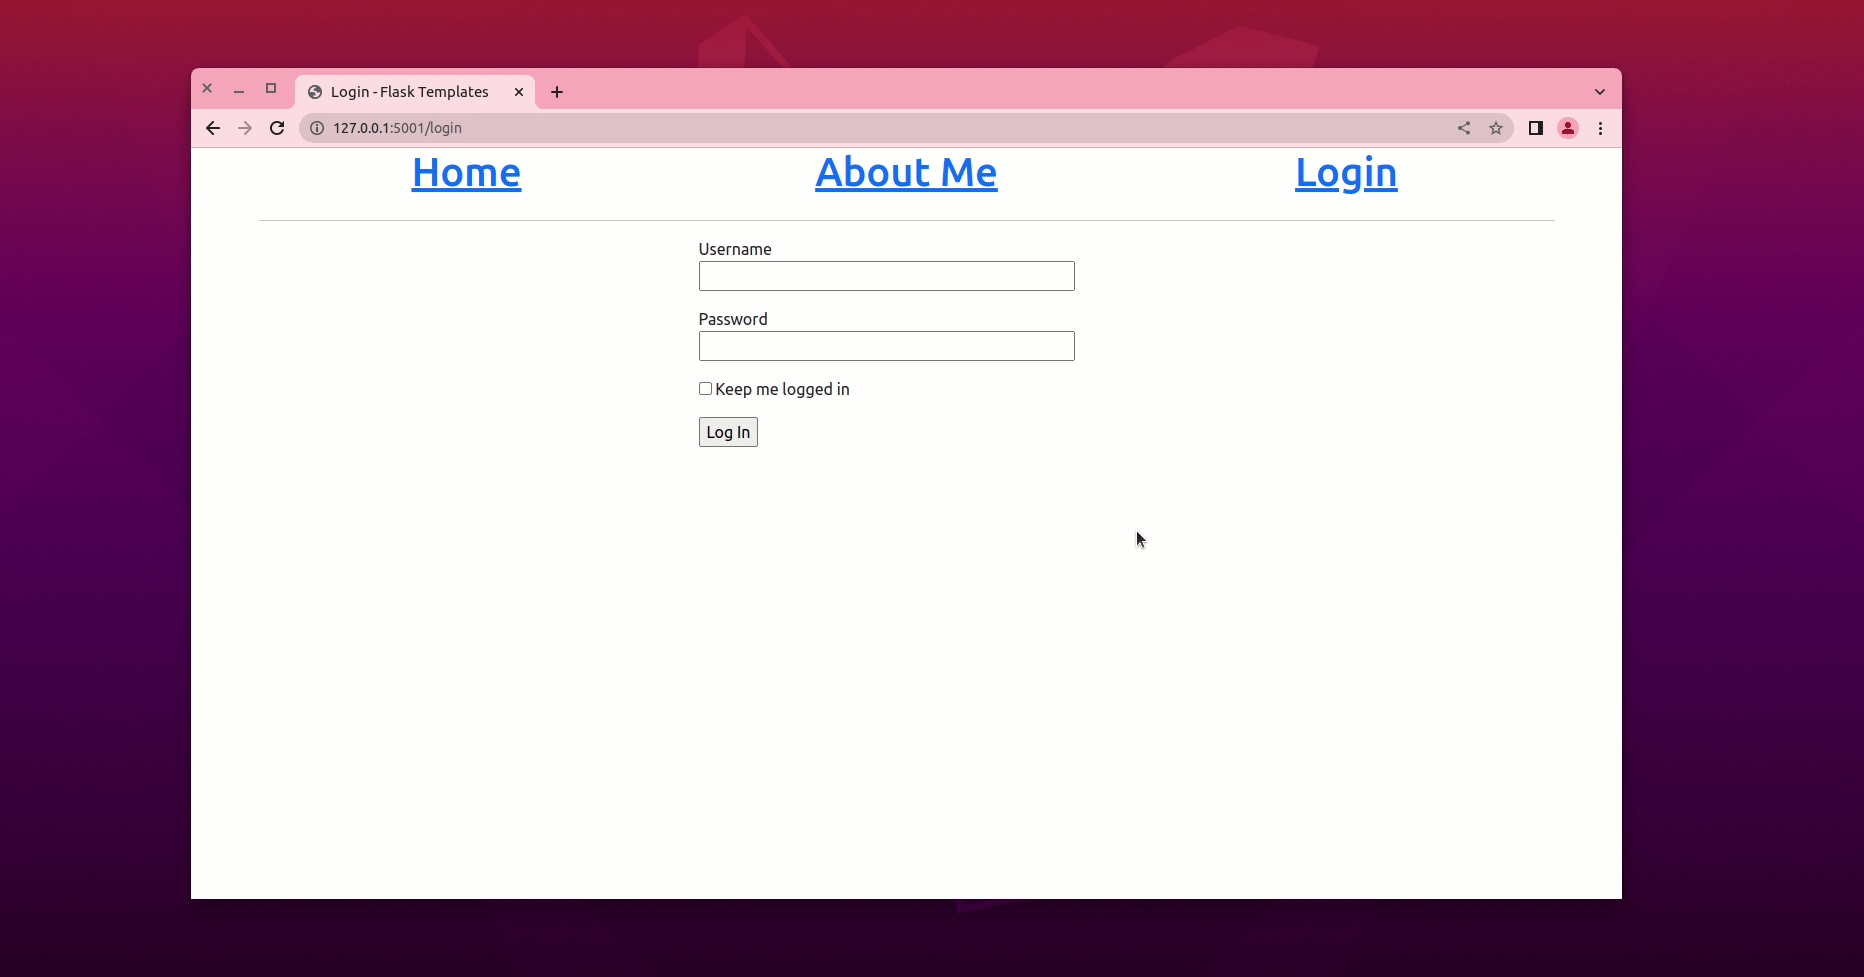 Login - Flask Templates
127.0.0.1:5001/login
Home About Me Login
Username
Password
Keep me logged in
Log In